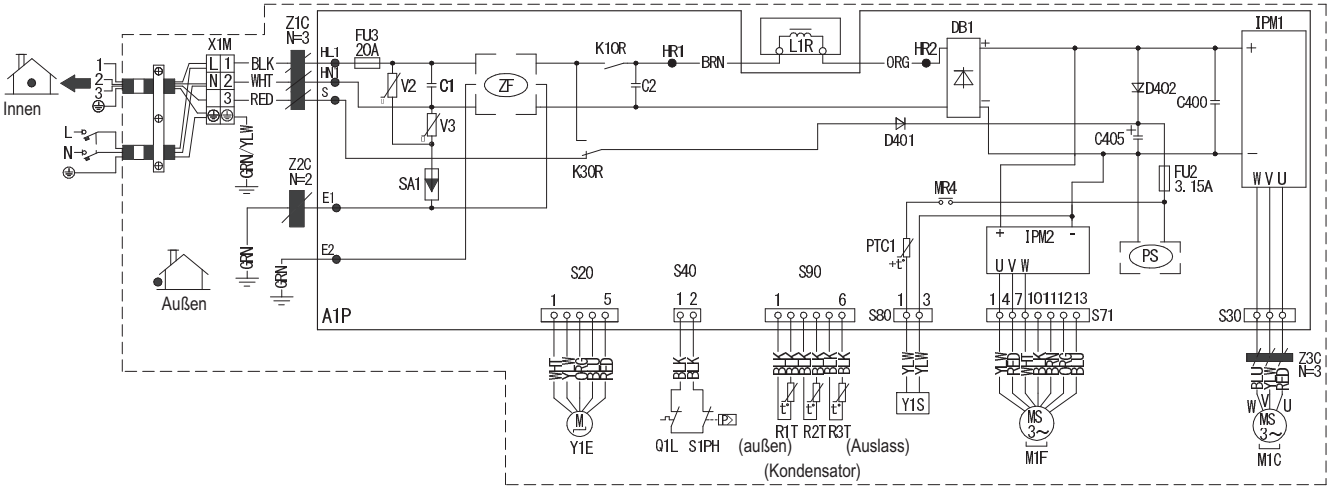 Innen
1
2
3
L
N
X1M
L 1
N 2
3
BLK
WHT
RED
GRN/YLW
Z1C
N=3
HL1
HN1
S
FU3
20A
V2
C1
V3
SA1
ZF
K10R
K30R
C2
HR1
BRN
L1R
ORG
HR2
DB1
+
−
D401
D402
C405
+
C400
IPM1
+
−
W V U
FU2
3.15A
MR4
PTC1
+t°
IPM2
+ -
U V W
PS
Z2C
N=2
E1
E2
GRN
GRN
Außen
A1P
S20
1 5
WHT
YLW
ORG
BLU
RED
M
Y1E
S40
1 2
BLK
BLK
Q1L
S1PH
P>
S90
1 6
BLK
BLK
BLK
BLK
BLK
BLK
t°
t°
t°
R1T
R2T
R3T
(außen)
(Auslass)
(Kondensator)
S80
1 3
YLW
YLW
Y1S
1 4 7 10 11 12 13
S71
YLW
RED
WHT
BLK
BRN
ORG
BLU
MS
3~
M1F
S30
Z3C
N=3
BLU
YLW
RED
W V U
MS
3~
M1C